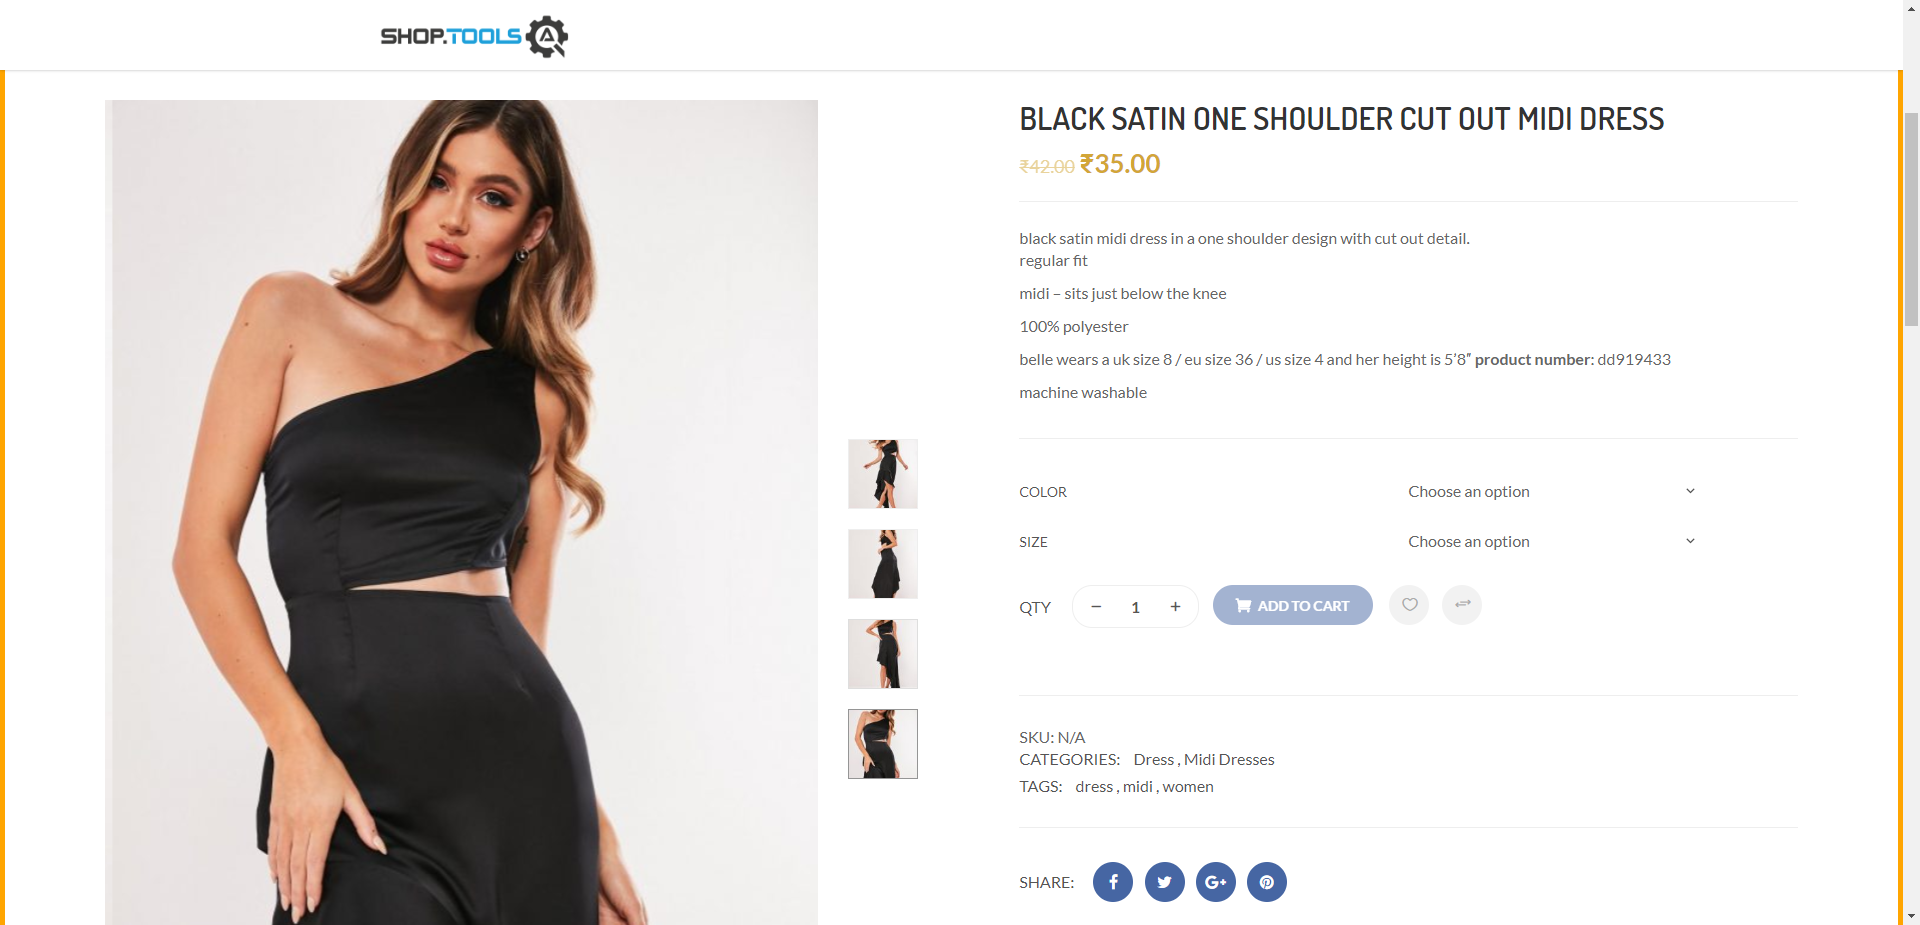 SHOP.TOOLS
BLACK SATIN ONE SHOULDER CUT OUT MIDI DRESS
₹42.00 ₹35.00
black satin midi dress in a one shoulder design with cut out detail.
regular fit
midi – sits just below the knee
100% polyester
belle wears a uk size 8 / eu size 36 / us size 4 and her height is 5’8” product number: dd919433
machine washable
COLOR Choose an option
SIZE Choose an option
QTY − 1 + ADD TO CART
SKU: N/A
CATEGORIES: Dress , Midi Dresses
TAGS: dress , midi , women
SHARE: